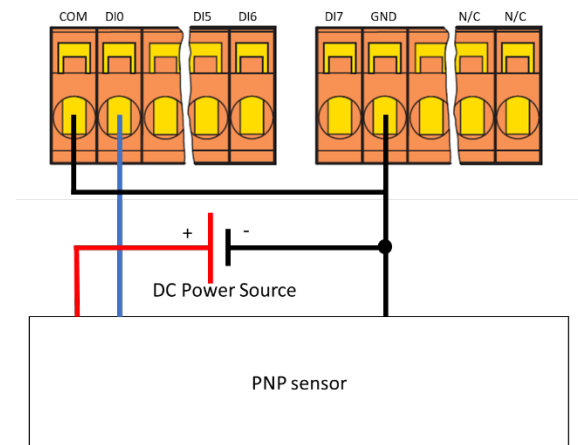 COM DI0 DI5 DI6 DI7 GND N/C N/C
+ -
DC Power Source
PNP sensor